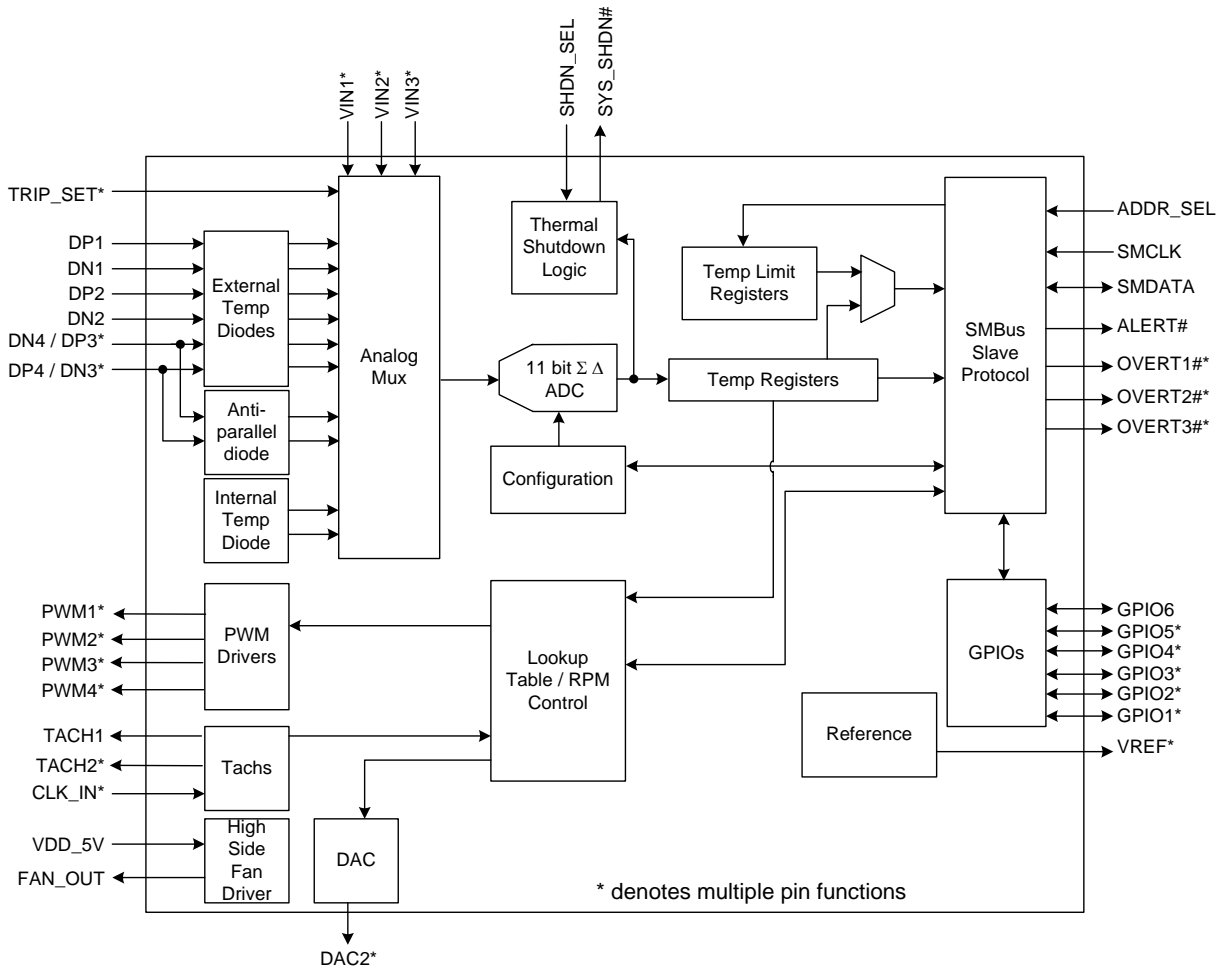 VIN1*
VIN2*
VIN3*
SHDN_SEL
SYS_SHDN#
TRIP_SET*
DP1
DN1
DP2
DN2
DN4 / DP3*
DP4 / DN3*
External
Temp
Diodes
Anti-
parallel
diode
Internal
Temp
Diode
Analog
Mux
Thermal
Shutdown
Logic
11 bit Σ Δ
ADC
Configuration
Temp Limit
Registers
Temp Registers
SMBus
Slave
Protocol
ADDR_SEL
SMCLK
SMDATA
ALERT#
OVERT1#*
OVERT2#*
OVERT3#*
PWM1*
PWM2*
PWM3*
PWM4*
PWM
Drivers
TACH1
TACH2*
CLK_IN*
Tachs
VDD_5V
FAN_OUT
High
Side
Fan
Driver
Lookup
Table / RPM
Control
DAC
DAC2*
GPIOs
GPIO6
GPIO5*
GPIO4*
GPIO3*
GPIO2*
GPIO1*
Reference
VREF*
* denotes multiple pin functions